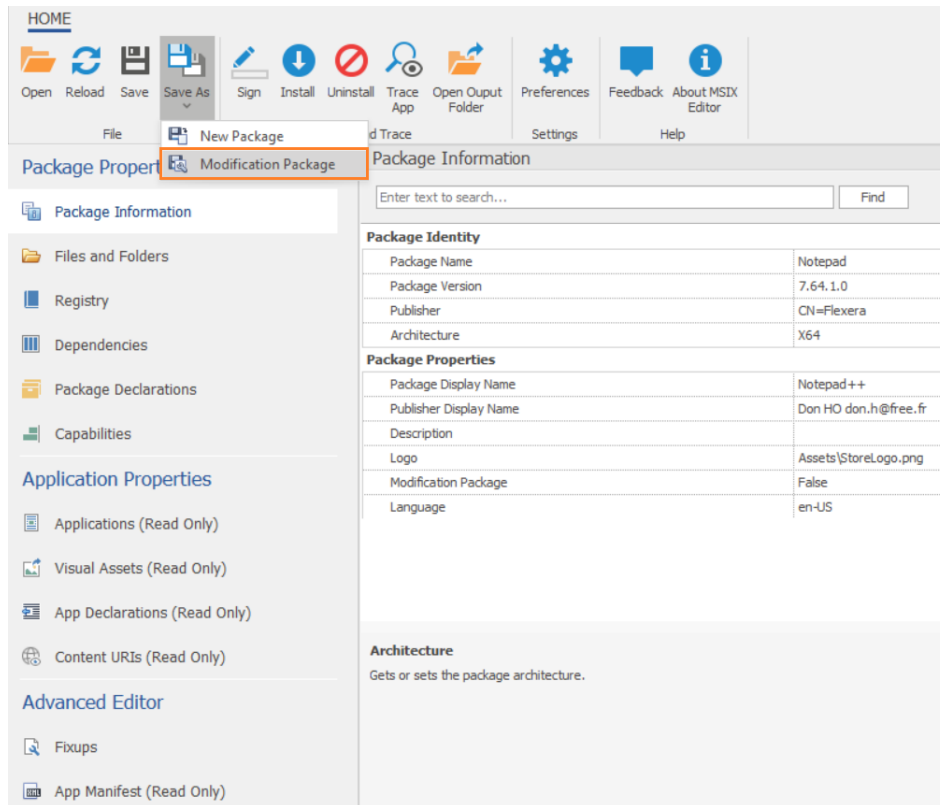 HOME
Open Reload Save Save As Sign Install Uninstall Trace App Open Ouput Folder Preferences Feedback About MSIX Editor
File d Trace Settings Help
New Package
Modification Package
Package Propert
Package Information
Files and Folders
Registry
Dependencies
Package Declarations
Capabilities
Application Properties
Applications (Read Only)
Visual Assets (Read Only)
App Declarations (Read Only)
Content URIs (Read Only)
Advanced Editor
Fixups
App Manifest (Read Only)
Package Information
Enter text to search... Find
Package Identity
Package Name Notepad
Package Version 7.64.1.0
Publisher CN=Flexera
Architecture X64
Package Properties
Package Display Name Notepad++
Publisher Display Name Don HO don.h@free.fr
Description
Logo Assets\StoreLogo.png
Modification Package False
Language en-US
Architecture
Gets or sets the package architecture.